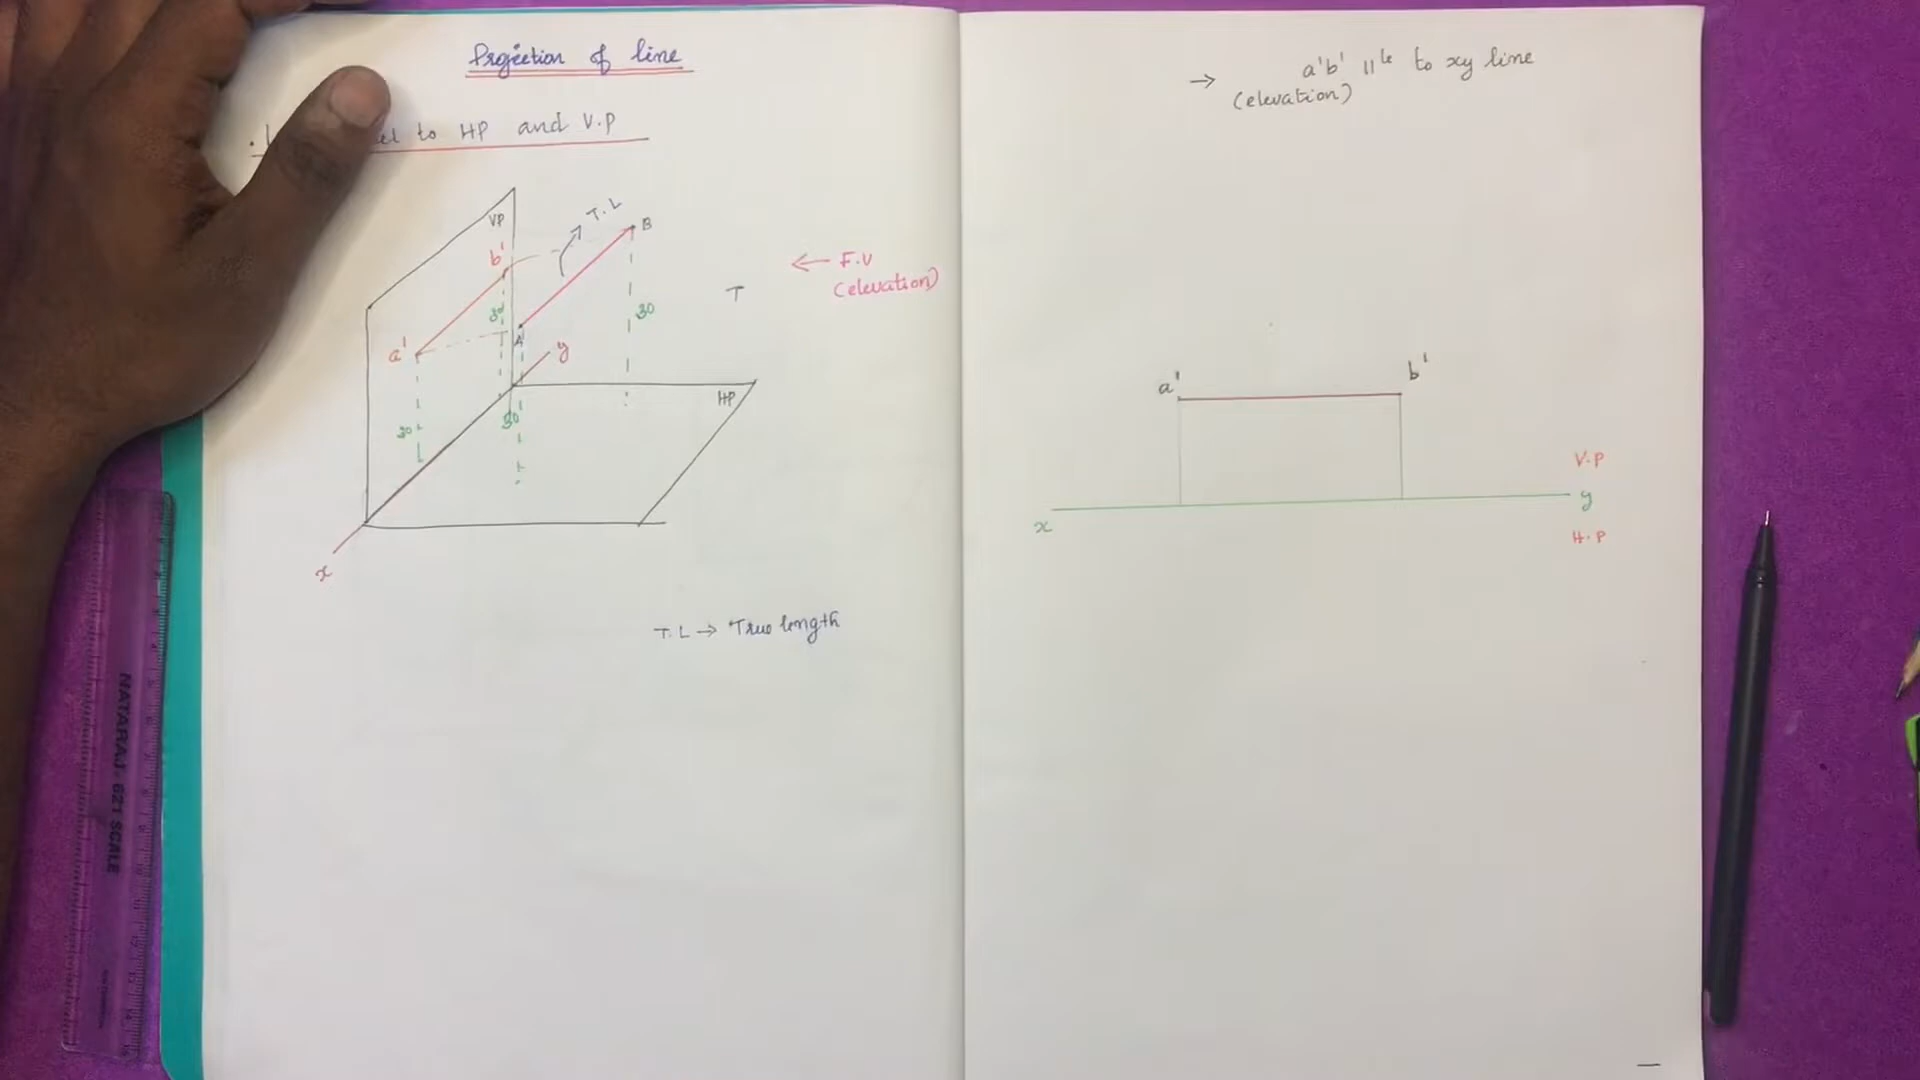 Projection of line
to HP and V.P
VP
T.L
B
b'
F.V
(elevation)
30
T
30
A
a'
y
HP
30
30
x
T.L → True length
NATARAJ. 621 SCALE
→ a'b' ||le to xy line
(elevation)
a'
b'
V.P
x
y
H.P